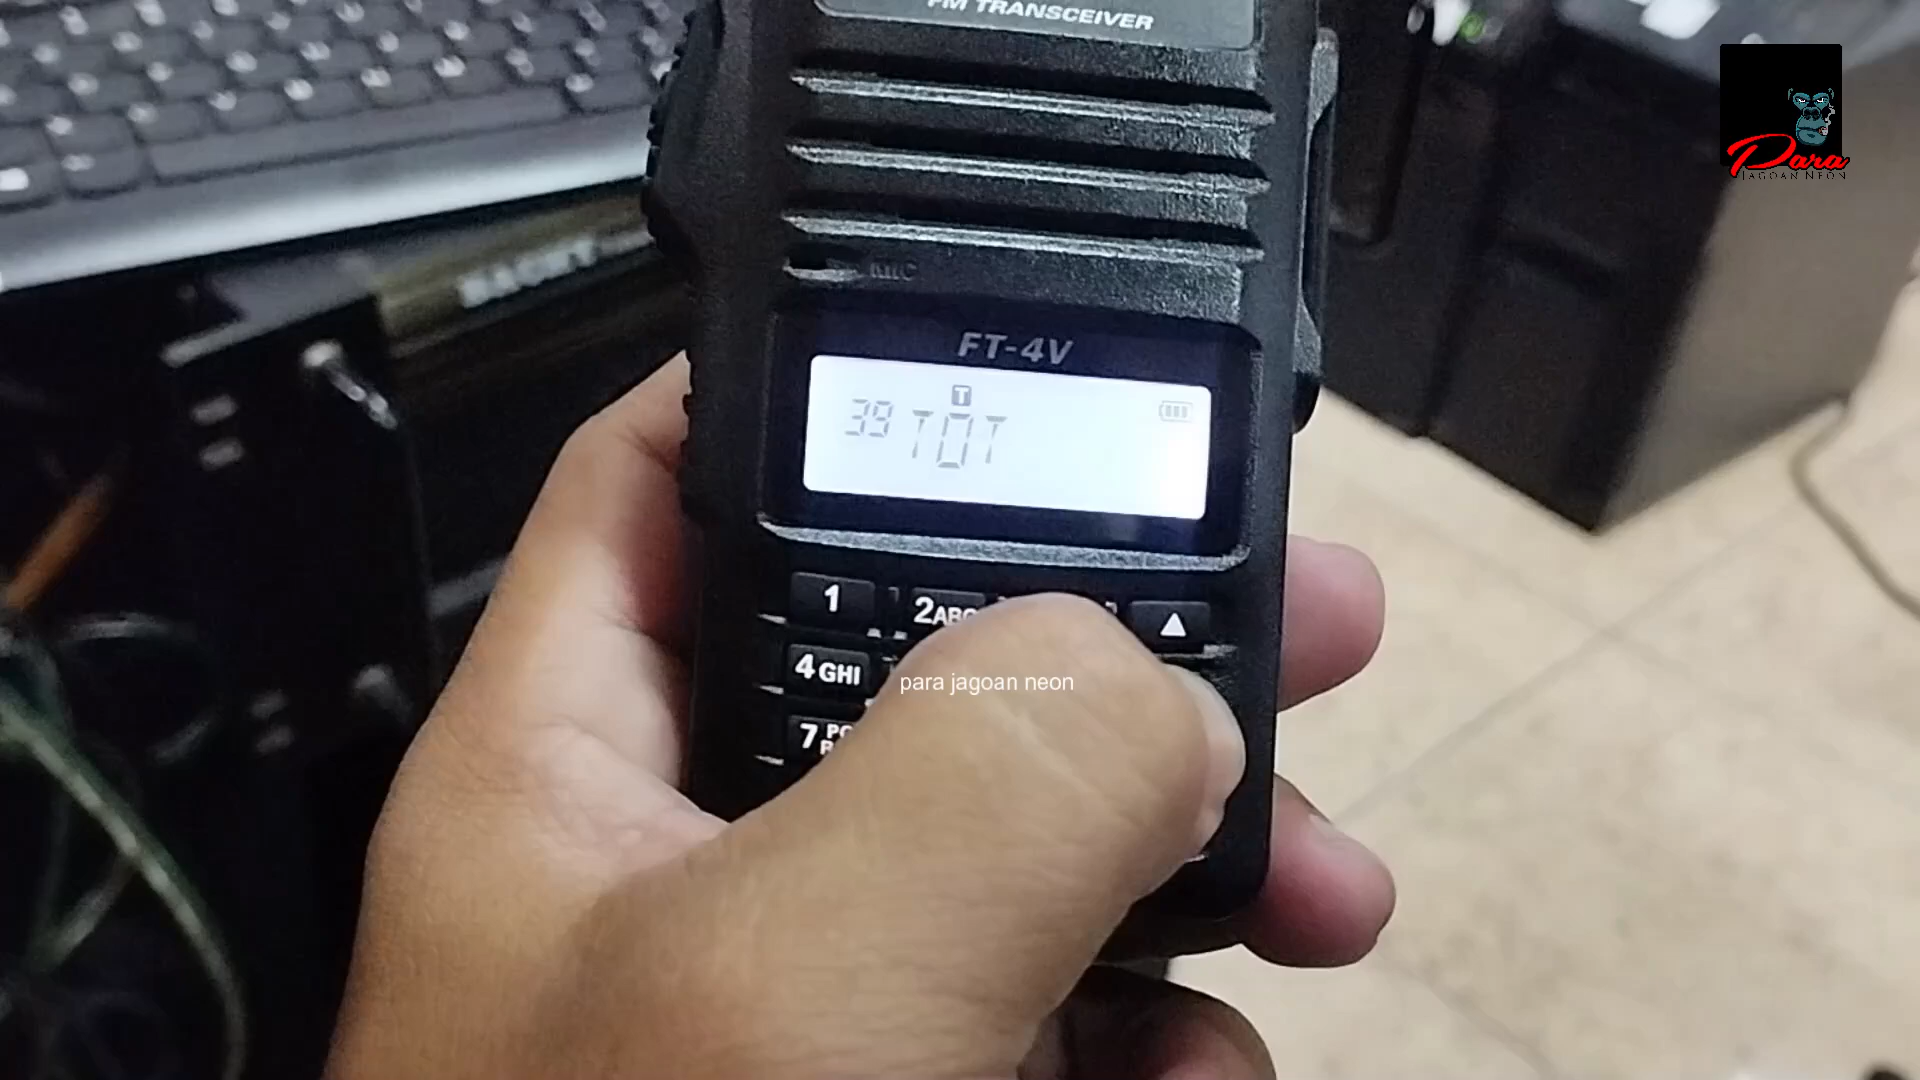 FM TRANSCEIVER
Para
JAGOAN NEON
MIC
FT-4V
T
39 TOT
1
2ABC
▲
4GHI
para jagoan neon
7